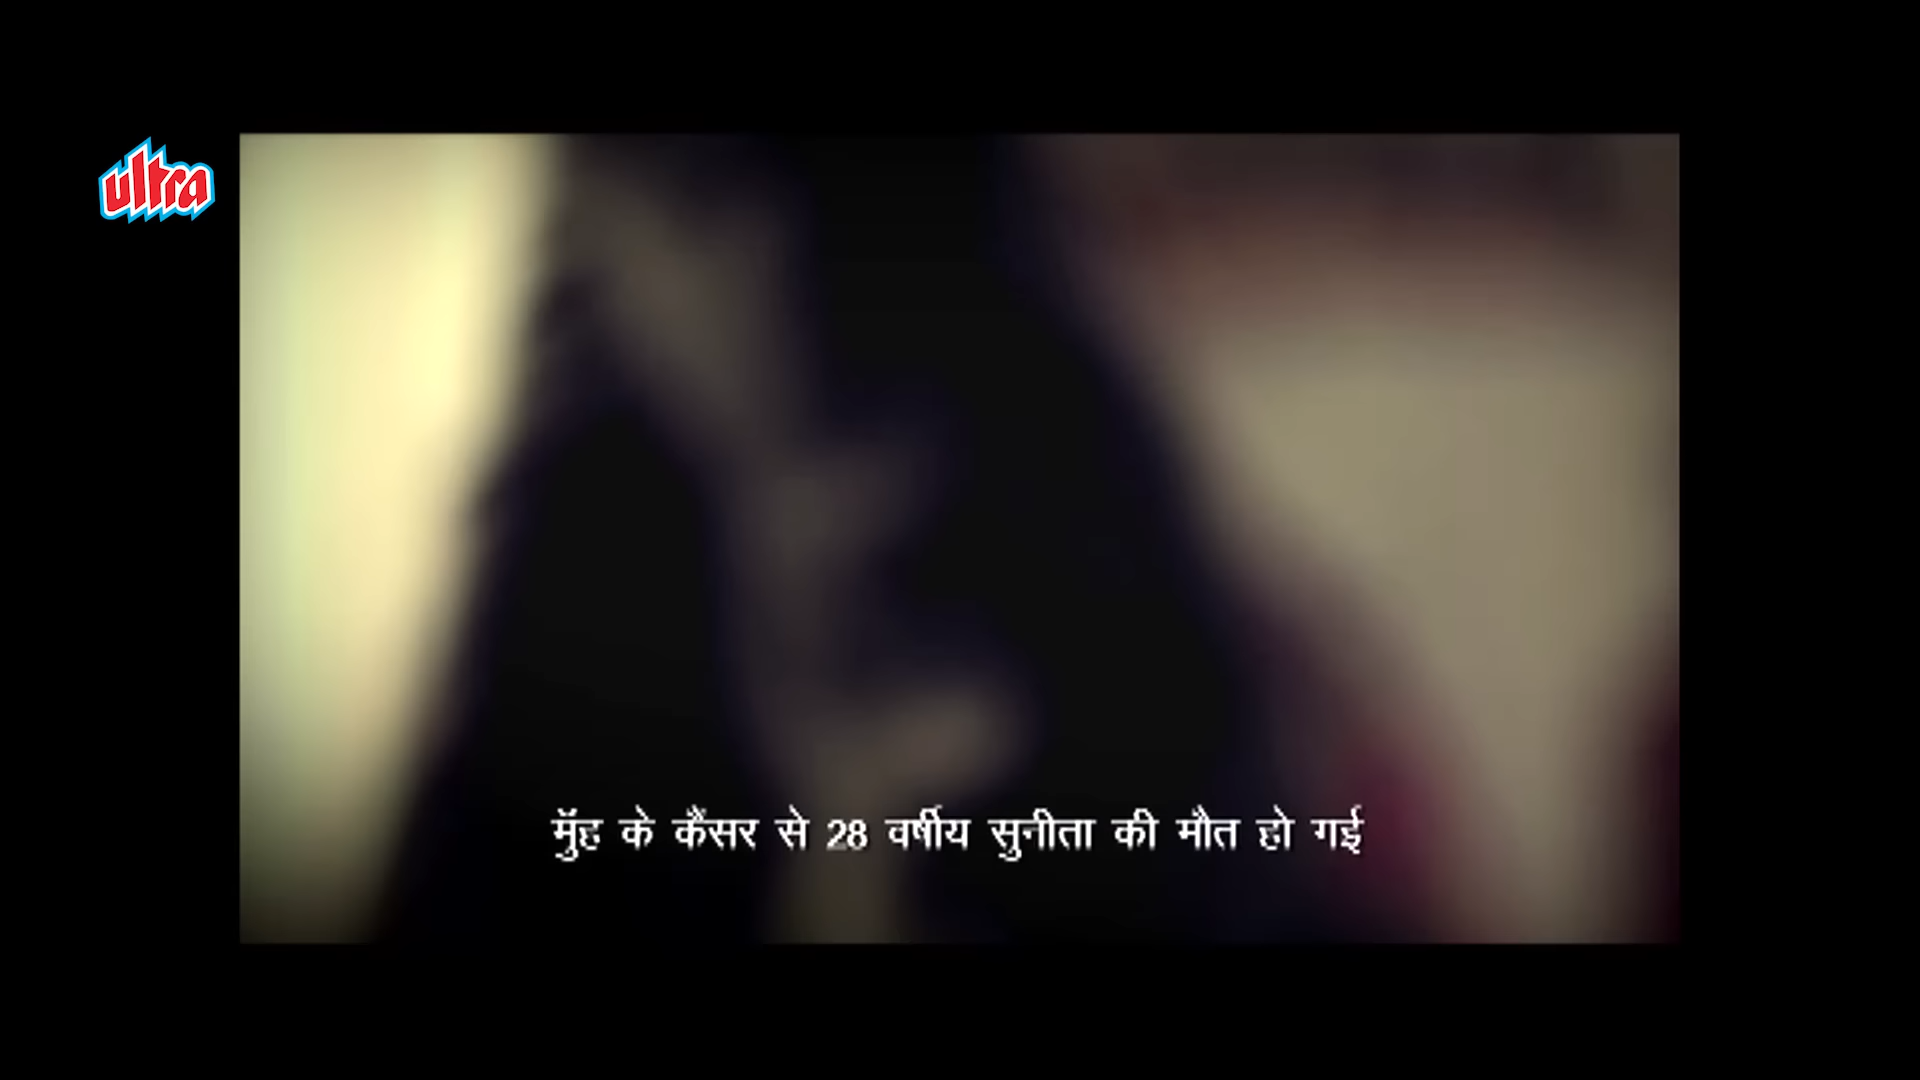 ultra
मुँह के कैंसर से 28 वर्षीय सुनीता की मौत हो गई